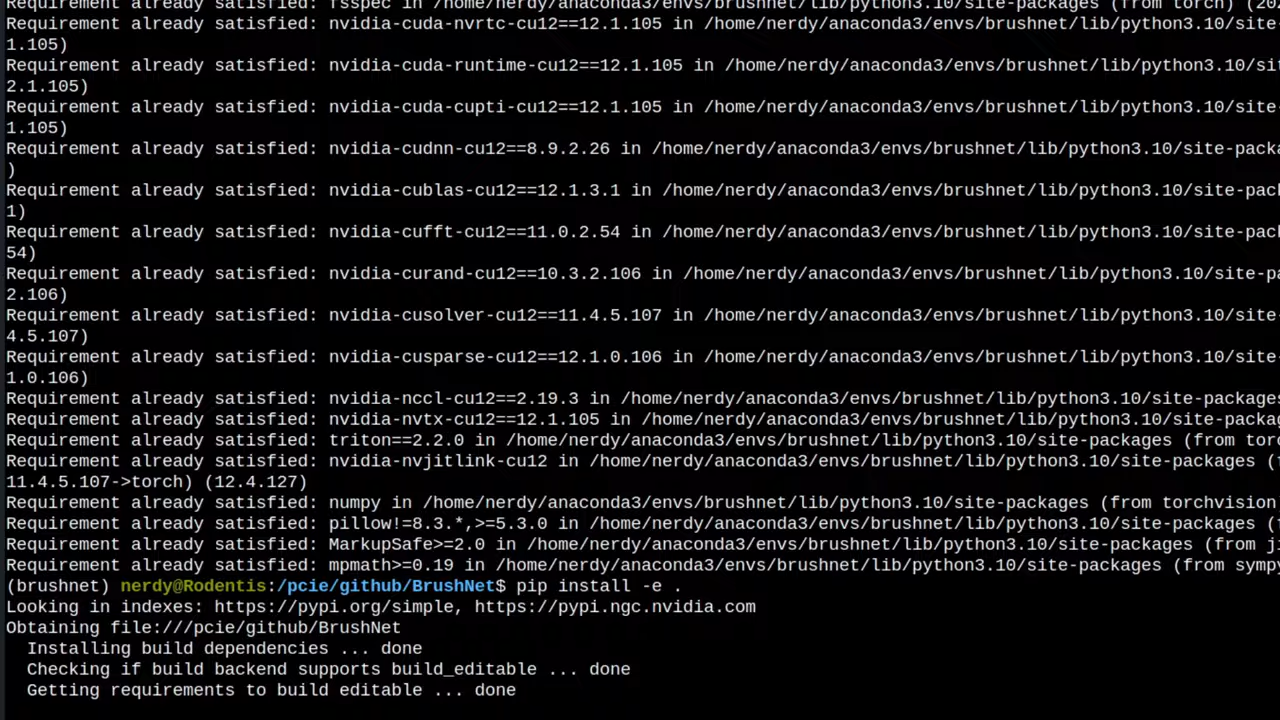 Requirement already satisfied: fsspec in /home/nerdy/anaconda3/envs/brushnet/lib/python3.10/site-packages (from torch) (202
Requirement already satisfied: nvidia-cuda-nvrtc-cu12==12.1.105 in /home/nerdy/anaconda3/envs/brushnet/lib/python3.10/site-
1.105)
Requirement already satisfied: nvidia-cuda-runtime-cu12==12.1.105 in /home/nerdy/anaconda3/envs/brushnet/lib/python3.10/sit
2.1.105)
Requirement already satisfied: nvidia-cuda-cupti-cu12==12.1.105 in /home/nerdy/anaconda3/envs/brushnet/lib/python3.10/site-
1.105)
Requirement already satisfied: nvidia-cudnn-cu12==8.9.2.26 in /home/nerdy/anaconda3/envs/brushnet/lib/python3.10/site-packa
)
Requirement already satisfied: nvidia-cublas-cu12==12.1.3.1 in /home/nerdy/anaconda3/envs/brushnet/lib/python3.10/site-pack
1)
Requirement already satisfied: nvidia-cufft-cu12==11.0.2.54 in /home/nerdy/anaconda3/envs/brushnet/lib/python3.10/site-pack
54)
Requirement already satisfied: nvidia-curand-cu12==10.3.2.106 in /home/nerdy/anaconda3/envs/brushnet/lib/python3.10/site-pa
2.106)
Requirement already satisfied: nvidia-cusolver-cu12==11.4.5.107 in /home/nerdy/anaconda3/envs/brushnet/lib/python3.10/site-
4.5.107)
Requirement already satisfied: nvidia-cusparse-cu12==12.1.0.106 in /home/nerdy/anaconda3/envs/brushnet/lib/python3.10/site-
1.0.106)
Requirement already satisfied: nvidia-nccl-cu12==2.19.3 in /home/nerdy/anaconda3/envs/brushnet/lib/python3.10/site-packages
Requirement already satisfied: nvidia-nvtx-cu12==12.1.105 in /home/nerdy/anaconda3/envs/brushnet/lib/python3.10/site-packag
Requirement already satisfied: triton==2.2.0 in /home/nerdy/anaconda3/envs/brushnet/lib/python3.10/site-packages (from torc
Requirement already satisfied: nvidia-nvjitlink-cu12 in /home/nerdy/anaconda3/envs/brushnet/lib/python3.10/site-packages (f
11.4.5.107->torch) (12.4.127)
Requirement already satisfied: numpy in /home/nerdy/anaconda3/envs/brushnet/lib/python3.10/site-packages (from torchvision
Requirement already satisfied: pillow!=8.3.*,>=5.3.0 in /home/nerdy/anaconda3/envs/brushnet/lib/python3.10/site-packages (
Requirement already satisfied: MarkupSafe>=2.0 in /home/nerdy/anaconda3/envs/brushnet/lib/python3.10/site-packages (from ji
Requirement already satisfied: mpmath>=0.19 in /home/nerdy/anaconda3/envs/brushnet/lib/python3.10/site-packages (from sympy
(brushnet) nerdy@Rodentis:/pcie/github/BrushNet$ pip install -e .
Looking in indexes: https://pypi.org/simple, https://pypi.ngc.nvidia.com
Obtaining file:///pcie/github/BrushNet
Installing build dependencies ... done
Checking if build backend supports build_editable ... done
Getting requirements to build editable ... done